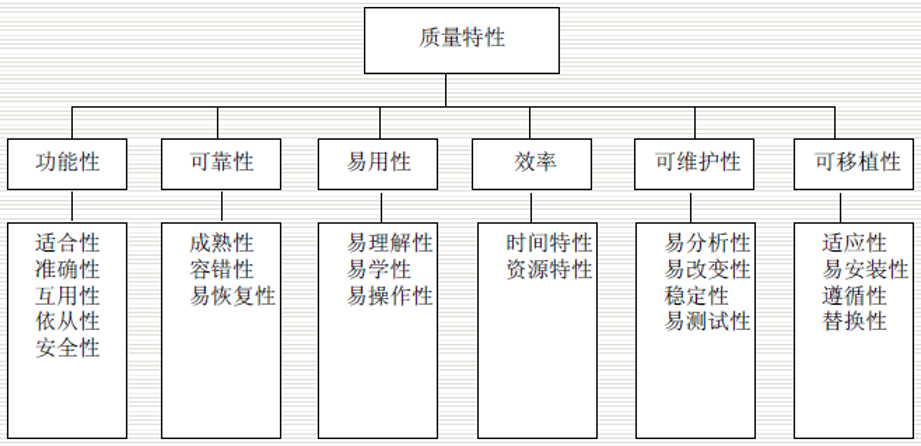 质量特性
功能性
可靠性
易用性
效率
可维护性
可移植性
适合性
准确性
互用性
依从性
安全性
成熟性
容错性
易恢复性
易理解性
易学性
易操作性
时间特性
资源特性
易分析性
易改变性
稳定性
易测试性
适应性
易安装性
遵循性
替换性